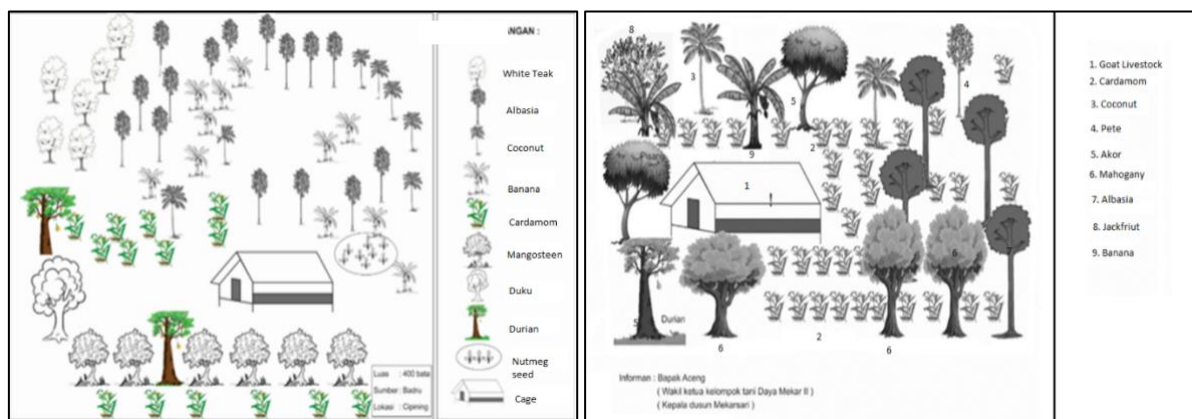 NGAN :
White Teak
Albasia
Coconut
Banana
Cardamom
Mangosteen
Duku
Durian
Nutmeg
seed
Cage
Luas : 400 bata
Sumber : Badru
Lokasi : Cipining
8
3
5
4
9
2
1
5
Durian
6
2
6
6
Informan : Bapak Aceng
( Wakil ketua kelompok tani Daya Mekar II )
( Kepala dusun Mekarsari )
1. Goat Livestock
2. Cardamom
3. Coconut
4. Pete
5. Akor
6. Mahogany
7. Albasia
8. Jackfriut
9. Banana